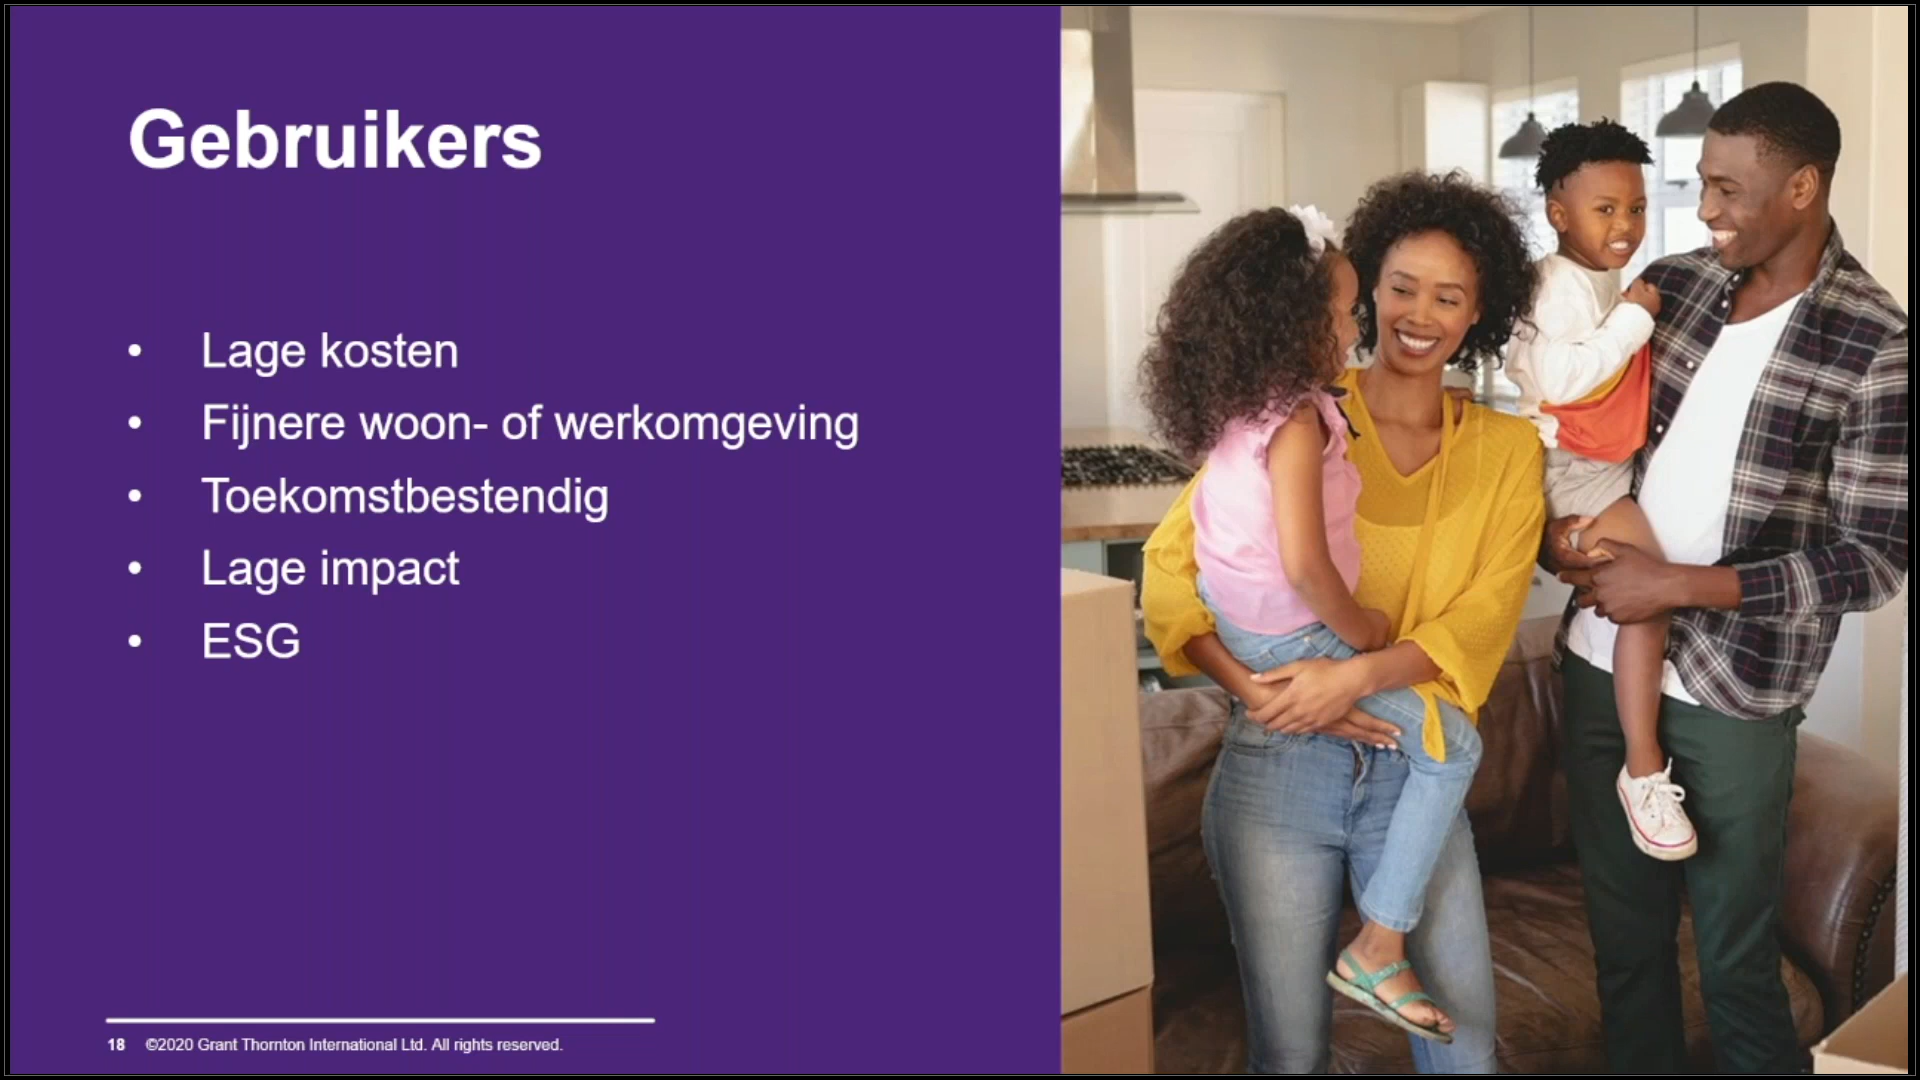 Gebruikers
• Lage kosten
• Fijnere woon- of werkomgeving
• Toekomstbestendig
• Lage impact
• ESG
18 ©2020 Grant Thornton International Ltd. All rights reserved.